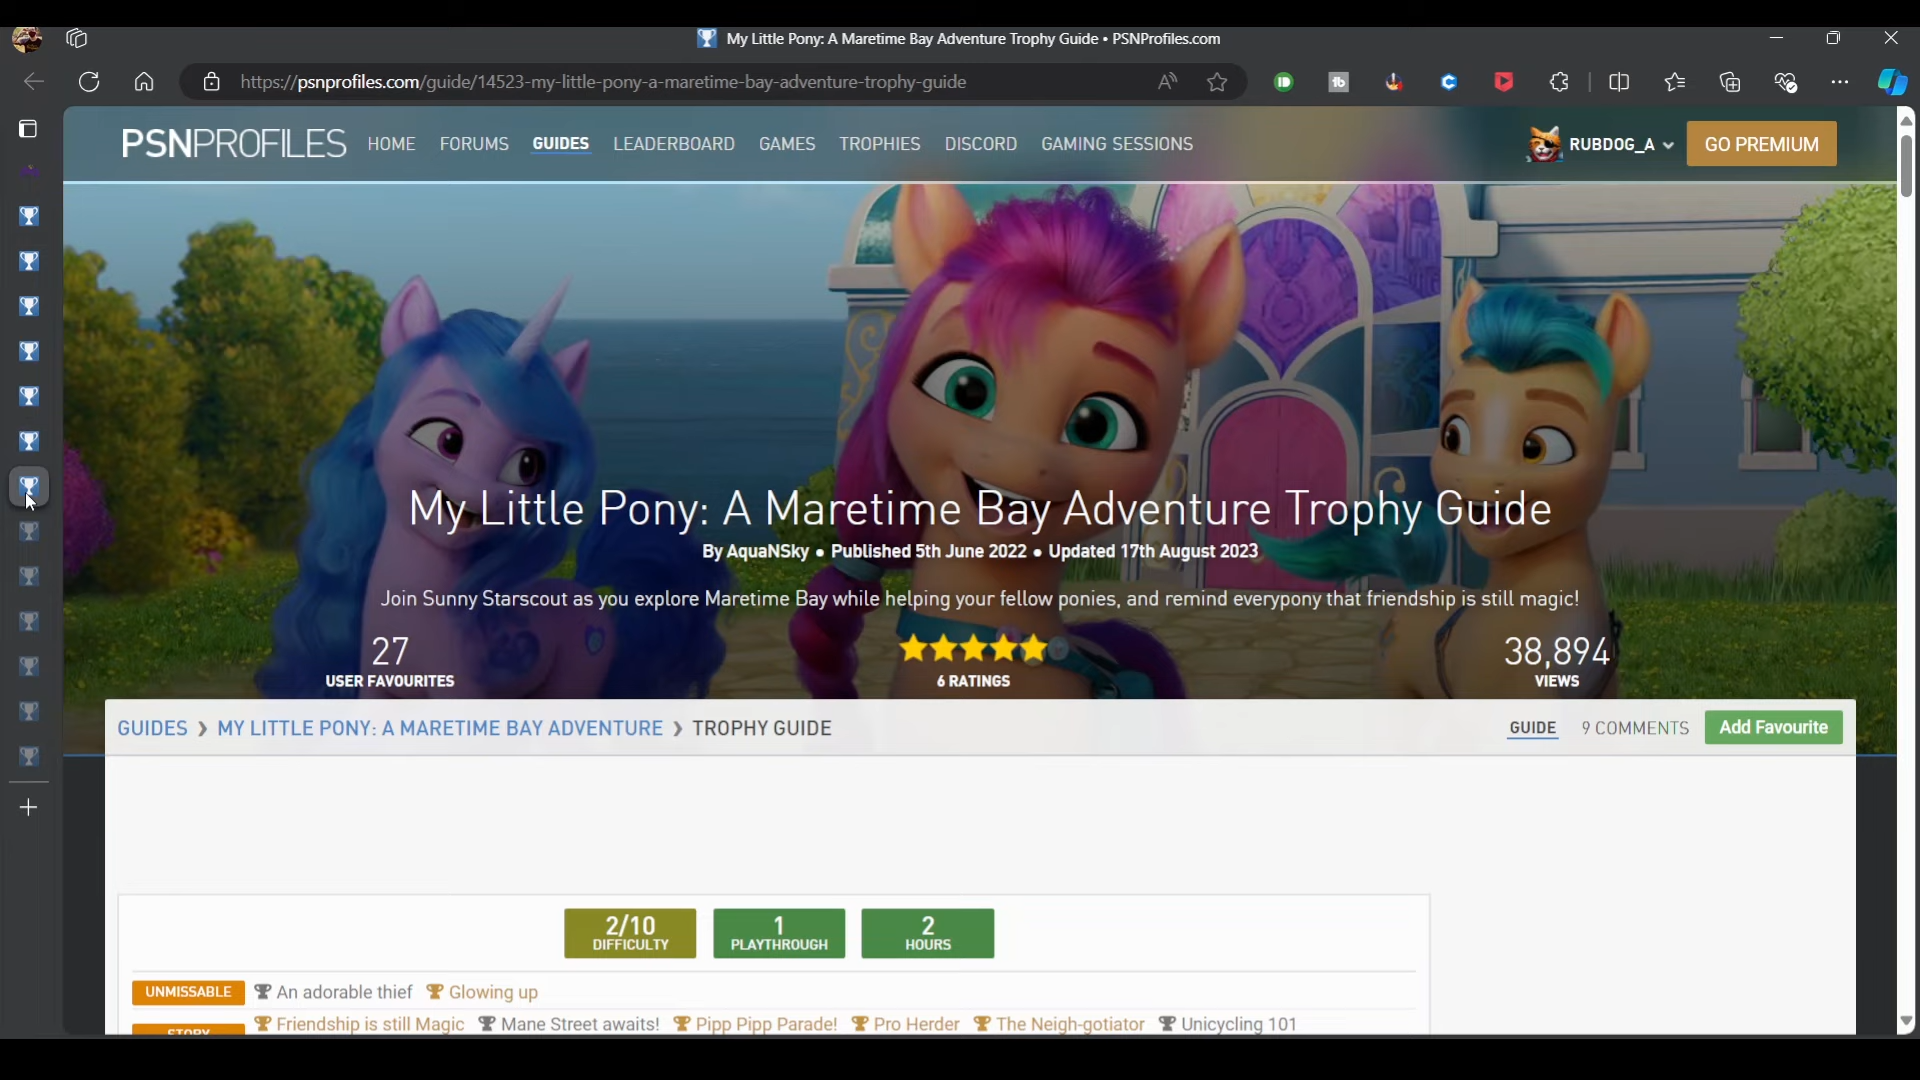 My Little Pony: A Maretime Bay Adventure Trophy Guide • PSNProfiles.com
https://psnprofiles.com/guide/14523-my-little-pony-a-maretime-bay-adventure-trophy-guide
PSNPROFILES HOME FORUMS GUIDES LEADERBOARD GAMES TROPHIES DISCORD GAMING SESSIONS RUBDOG_A GO PREMIUM
My Little Pony: A Maretime Bay Adventure Trophy Guide
By AquaNSky • Published 5th June 2022 • Updated 17th August 2023
Join Sunny Starscout as you explore Maretime Bay while helping your fellow ponies, and remind everypony that friendship is still magic!
27 38,894
USER FAVOURITES 6 RATINGS VIEWS
GUIDES > MY LITTLE PONY: A MARETIME BAY ADVENTURE > TROPHY GUIDE GUIDE 9 COMMENTS Add Favourite
2/10 1 2
DIFFICULTY PLAYTHROUGH HOURS
UNMISSABLE An adorable thief Glowing up
STORY Friendship is still Magic Mane Street awaits! Pipp Pipp Parade! Pro Herder The Neigh-gotiator Unicycling 101